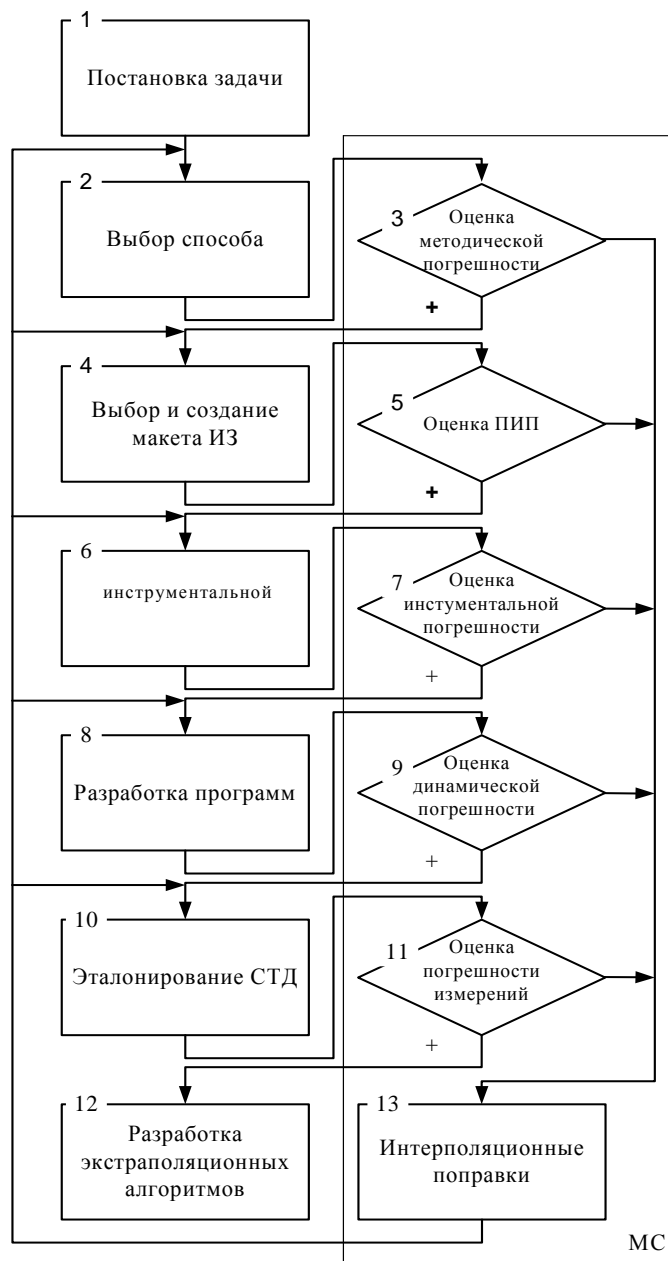 1
Постановка задачи
2
Выбор способа
3
Оценка
методической
погрешности
+
4
Выбор и создание
макета ИЗ
5
Оценка ПИП
+
6
инструментальной
7
Оценка
инстументальной
погрешности
+
8
Разработка программ
9
Оценка
динамической
погрешности
+
10
Эталонирование СТД
11
Оценка
погрешности
измерений
+
12
Разработка
экстраполяционных
алгоритмов
13
Интерполяционные
поправки
МС